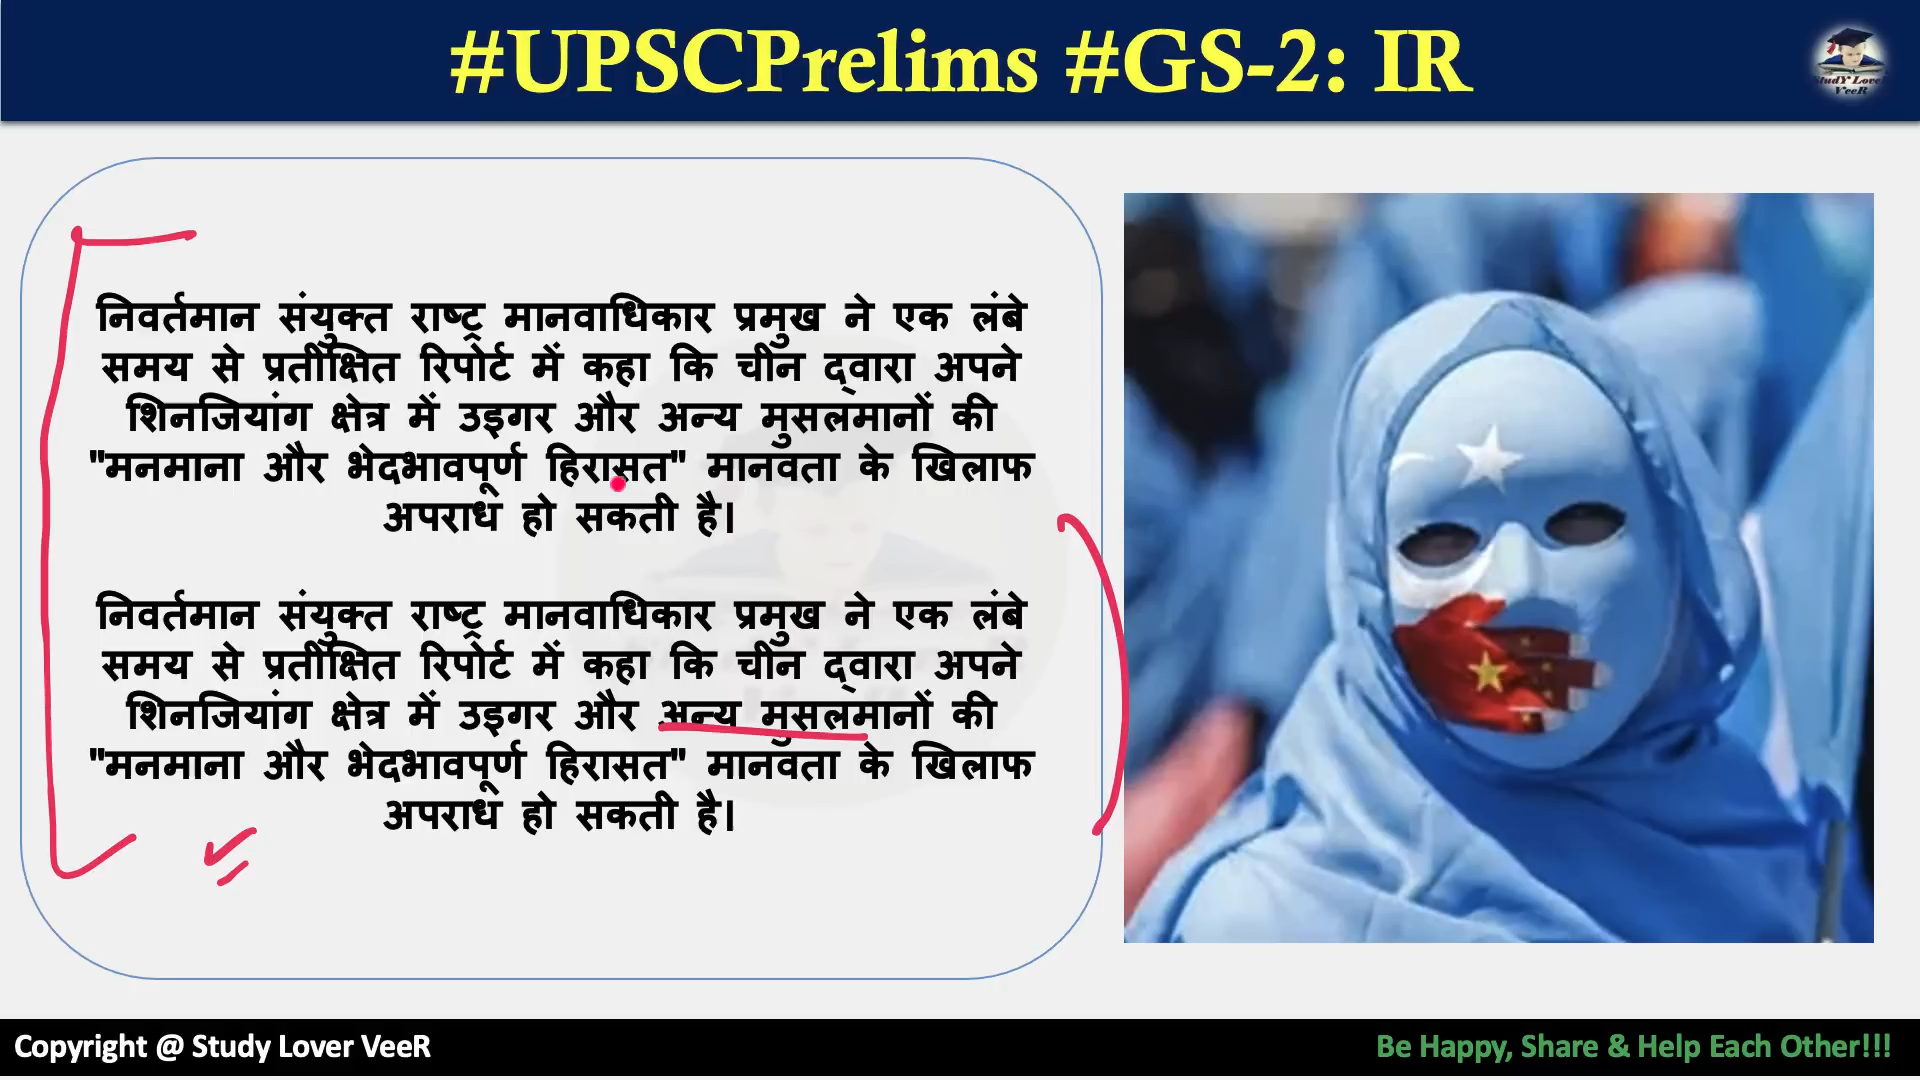 #UPSCPrelims #GS-2: IR
StudY LoveR
VeeR
निवर्तमान संयुक्त राष्ट्र मानवाधिकार प्रमुख ने एक लंबे
समय से प्रतीक्षित रिपोर्ट में कहा कि चीन द्वारा अपने
शिनजियांग क्षेत्र में उइगर और अन्य मुसलमानों की
"मनमाना और भेदभावपूर्ण हिरासत" मानवता के खिलाफ
अपराध हो सकती है।
निवर्तमान संयुक्त राष्ट्र मानवाधिकार प्रमुख ने एक लंबे
समय से प्रतीक्षित रिपोर्ट में कहा कि चीन द्वारा अपने
शिनजियांग क्षेत्र में उइगर और अन्य मुसलमानों की
"मनमाना और भेदभावपूर्ण हिरासत" मानवता के खिलाफ
अपराध हो सकती है।
Copyright @ Study Lover VeeR
Be Happy, Share & Help Each Other!!!